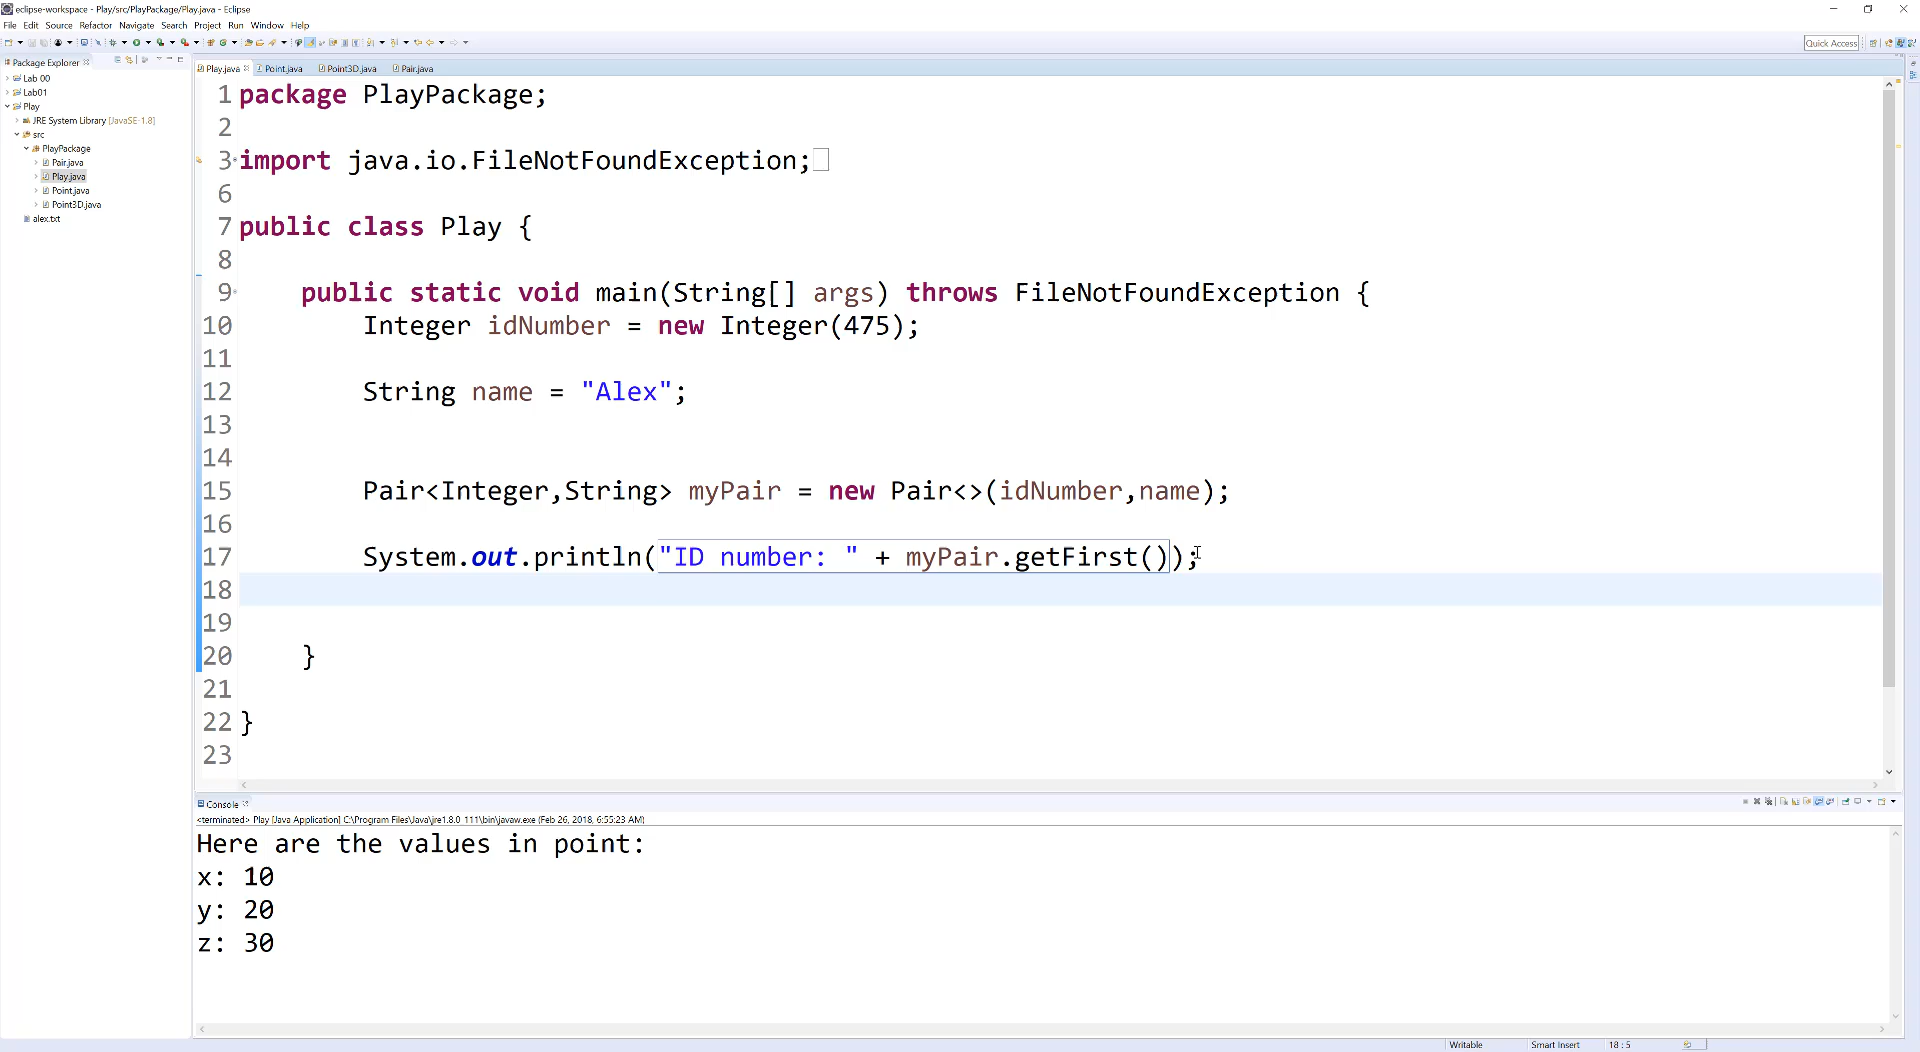 eclipse-workspace - Play/src/PlayPackage/Play.java - Eclipse
File Edit Source Refactor Navigate Search Project Run Window Help
Quick Access
Package Explorer
Lab 00
Lab01
Play
JRE System Library [JavaSE-1.8]
src
PlayPackage
Pair.java
Play.java
Point.java
Point3D.java
alex.txt
Play.java Point.java Point3D.java Pair.java
1 package PlayPackage;
2
3 import java.io.FileNotFoundException;
6
7 public class Play {
8
9 public static void main(String[] args) throws FileNotFoundException {
10 Integer idNumber = new Integer(475);
11
12 String name = "Alex";
13
14
15 Pair<Integer,String> myPair = new Pair<>(idNumber,name);
16
17 System.out.println("ID number: " + myPair.getFirst());
18
19
20 }
21
22 }
23
Console
<terminated> Play [Java Application] C:\Program Files\Java\jre1.8.0_111\bin\javaw.exe (Feb 26, 2018, 6:55:23 AM)
Here are the values in point:
x: 10
y: 20
z: 30
Writable Smart Insert 18 : 5